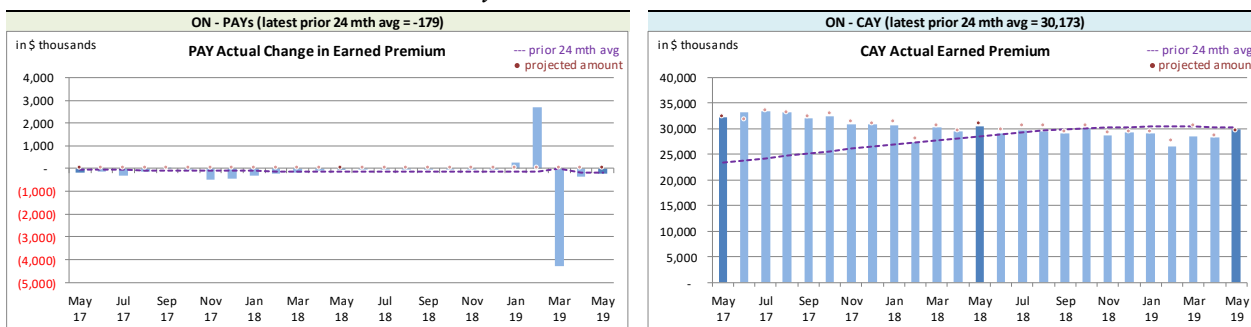 ON - PAYs (latest prior 24 mth avg = -179)
in $ thousands
PAY Actual Change in Earned Premium
--- prior 24 mth avg
• projected amount
4,000
3,000
2,000
1,000
-
(1,000)
(2,000)
(3,000)
(4,000)
(5,000)
May Jul Sep Nov Jan Mar May Jul Sep Nov Jan Mar May
17 17 17 17 18 18 18 18 18 18 19 19 19
ON - CAY (latest prior 24 mth avg = 30,173)
in $ thousands
CAY Actual Earned Premium
--- prior 24 mth avg
• projected amount
40,000
35,000
30,000
25,000
20,000
15,000
10,000
5,000
-
May Jul Sep Nov Jan Mar May Jul Sep Nov Jan Mar May
17 17 17 17 18 18 18 18 18 18 19 19 19